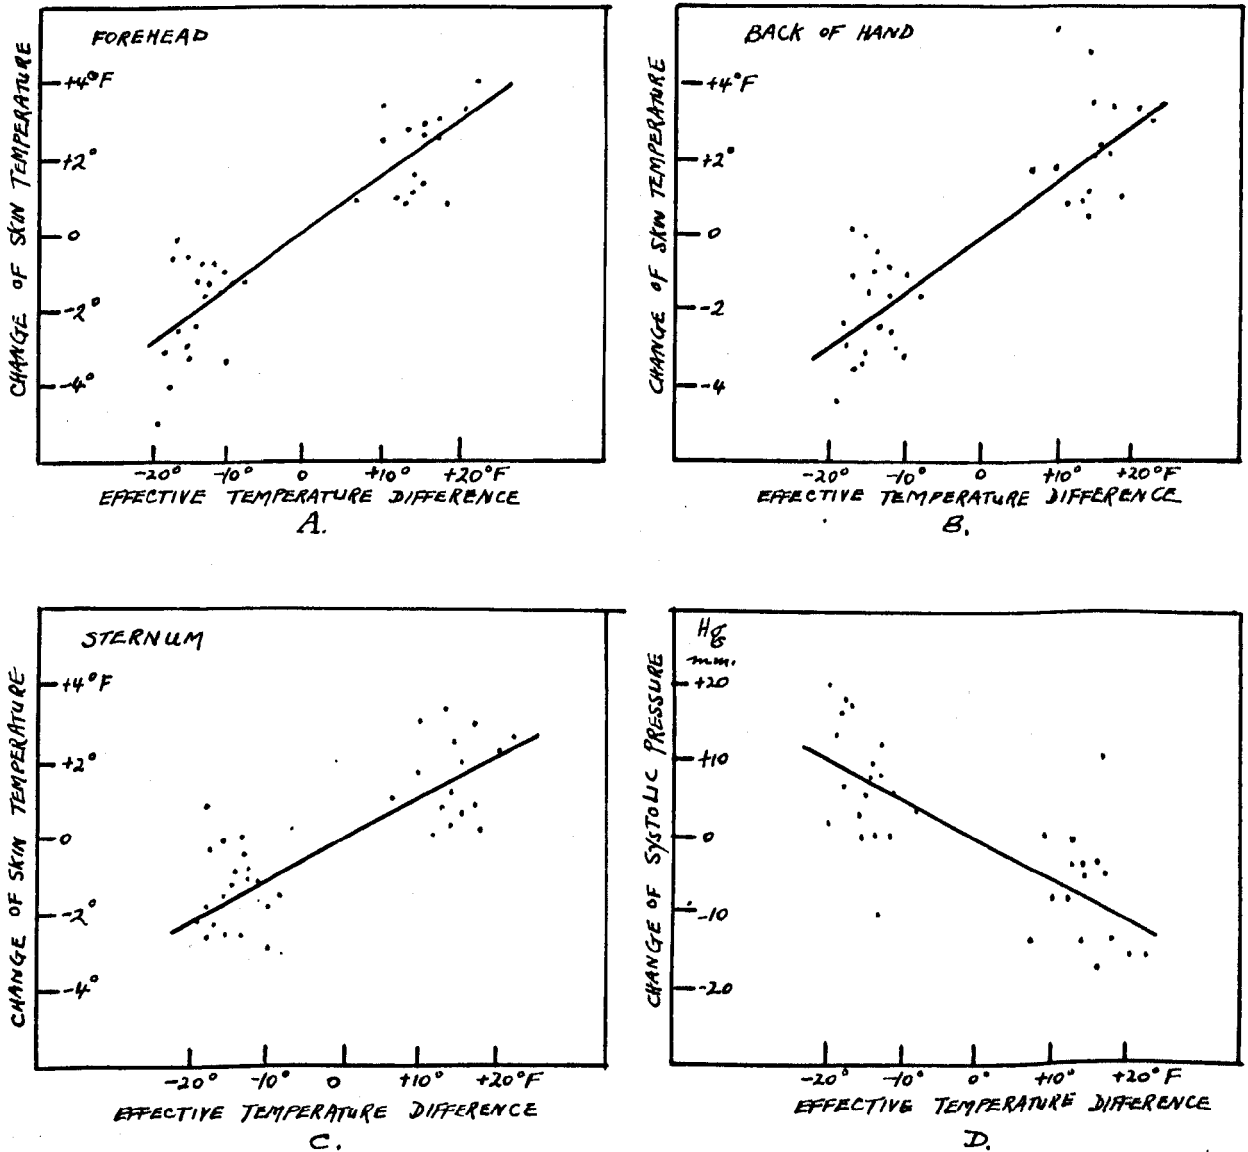 FOREHEAD
CHANGE OF SKIN TEMPERATURE
+4°F
+2°
0
-2°
-4°
-20° -10° 0 +10° +20°F
EFFECTIVE TEMPERATURE DIFFERENCE
A.
BACK OF HAND
CHANGE OF SKIN TEMPERATURE
+4°F
+2°
0
-2
-4
-20° -10° 0 +10° +20°F
EFFECTIVE TEMPERATURE DIFFERENCE
B.
STERNUM
CHANGE OF SKIN TEMPERATURE
+4°F
+2°
0
-2°
-4°
-20° -10° 0 +10° +20°F
EFFECTIVE TEMPERATURE DIFFERENCE
C.
Hg
mm.
CHANGE OF SYSTOLIC PRESSURE
+20
+10
0
-10
-20
-20° -10° 0° +10° +20°F
EFFECTIVE TEMPERATURE DIFFERENCE
D.